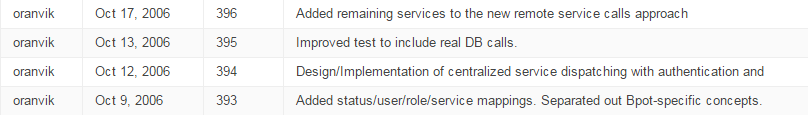 oranvik Oct 17, 2006 396 Added remaining services to the new remote service calls approach
oranvik Oct 13, 2006 395 Improved test to include real DB calls.
oranvik Oct 12, 2006 394 Design/Implementation of centralized service dispatching with authentication and
oranvik Oct 9, 2006 393 Added status/user/role/service mappings. Separated out Bpot-specific concepts.